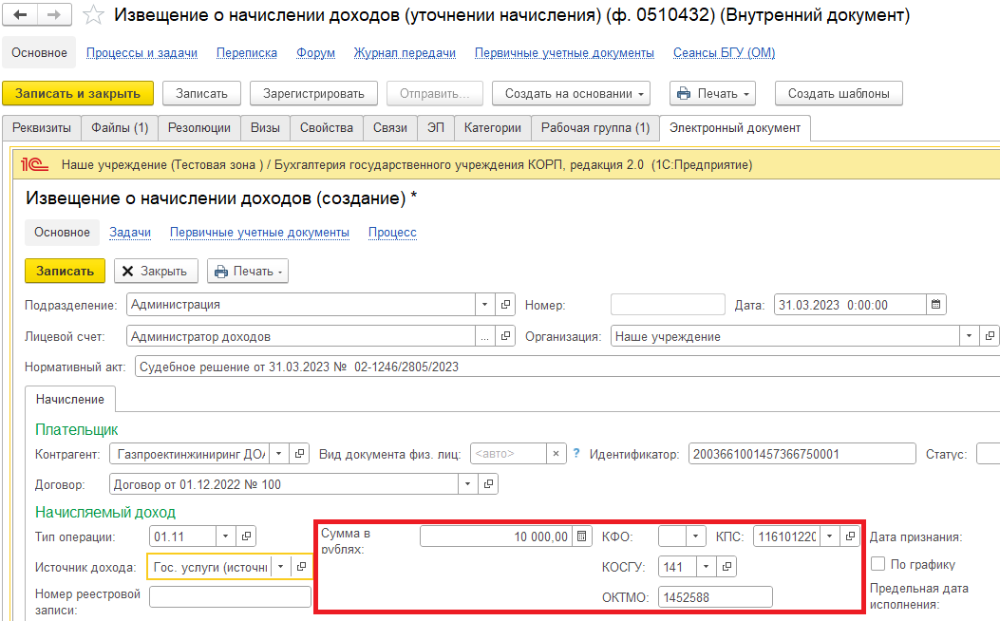 Извещение о начислении доходов (уточнении начисления) (ф. 0510432) (Внутренний документ)
Основное Процессы и задачи Переписка Форум Журнал передачи Первичные учетные документы Сеансы БГУ (ОМ)
Записать и закрыть Записать Зарегистрировать Отправить... Создать на основании Печать Создать шаблоны
Реквизиты Файлы (1) Резолюции Визы Свойства Связи ЭП Категории Рабочая группа (1) Электронный документ
1С Наше учреждение (Тестовая зона ) / Бухгалтерия государственного учреждения КОРП, редакция 2.0 (1С:Предприятие)
Извещение о начислении доходов (создание) *
Основное Задачи Первичные учетные документы Процесс
Записать Закрыть Печать
Подразделение: Администрация Номер: Дата: 31.03.2023 0:00:00
Лицевой счет: Администратор доходов ... Организация: Наше учреждение
Нормативный акт: Судебное решение от 31.03.2023 № 02-1246/2805/2023
Начисление
Плательщик
Контрагент: Газпроектинжиниринг ДОА Вид документа физ. лиц: <авто> × ? Идентификатор: 2003661001457366750001 Статус:
Договор: Договор от 01.12.2022 № 100
Начисляемый доход
Тип операции: 01.11 Сумма в рублях: 10 000,00 КФО: КПС: 116101220 Дата признания:
Источник дохода: Гос. услуги (источни КОСГУ: 141 По графику
Номер реестровой записи: ОКТМО: 1452588 Предельная дата исполнения: